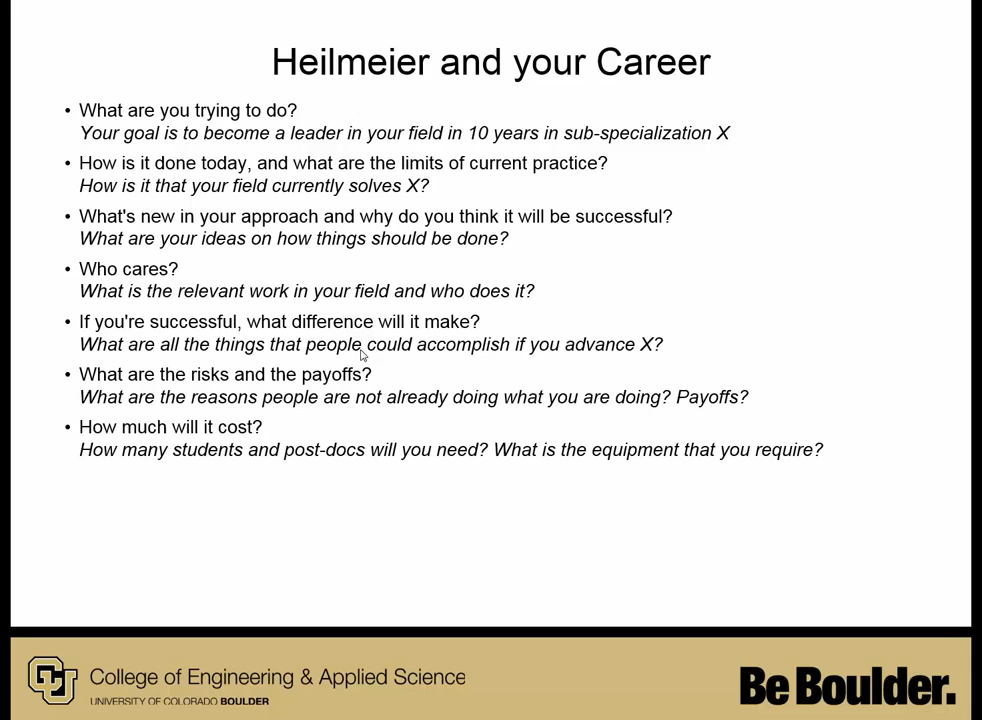 Heilmeier and your Career
• What are you trying to do?
Your goal is to become a leader in your field in 10 years in sub-specialization X
• How is it done today, and what are the limits of current practice?
How is it that your field currently solves X?
• What's new in your approach and why do you think it will be successful?
What are your ideas on how things should be done?
• Who cares?
What is the relevant work in your field and who does it?
• If you're successful, what difference will it make?
What are all the things that people could accomplish if you advance X?
• What are the risks and the payoffs?
What are the reasons people are not already doing what you are doing? Payoffs?
• How much will it cost?
How many students and post-docs will you need? What is the equipment that you require?
CU
College of Engineering & Applied Science
UNIVERSITY OF COLORADO BOULDER
Be Boulder.